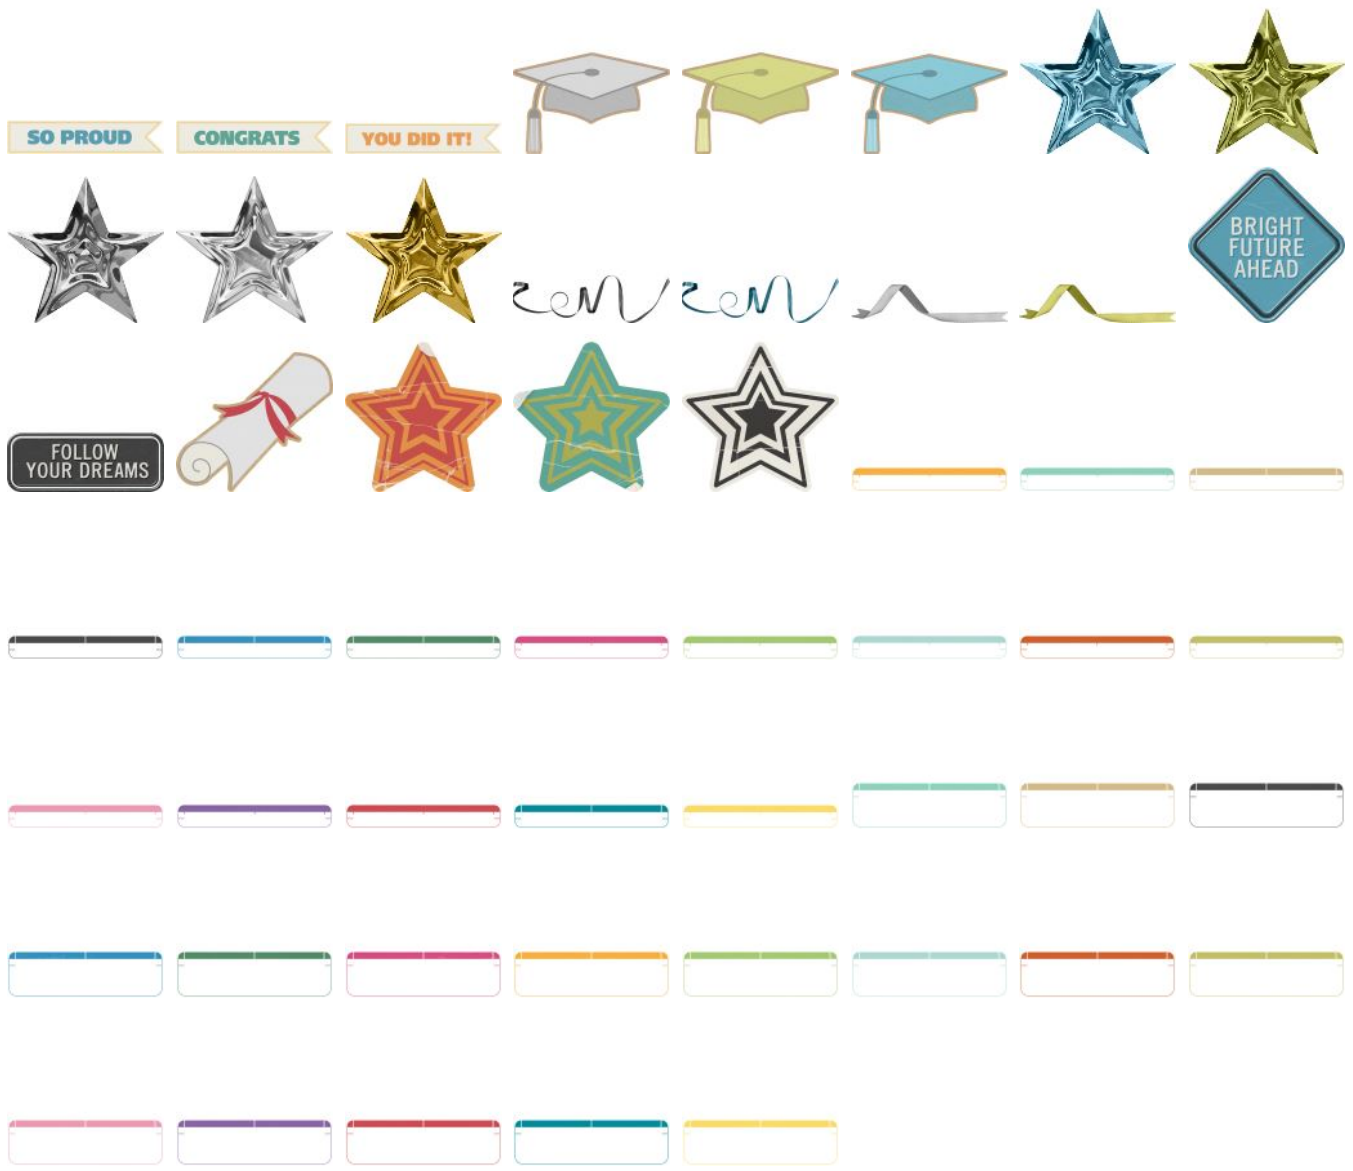 SO PROUD
CONGRATS
YOU DID IT!
BRIGHT
FUTURE
AHEAD
FOLLOW
YOUR DREAMS